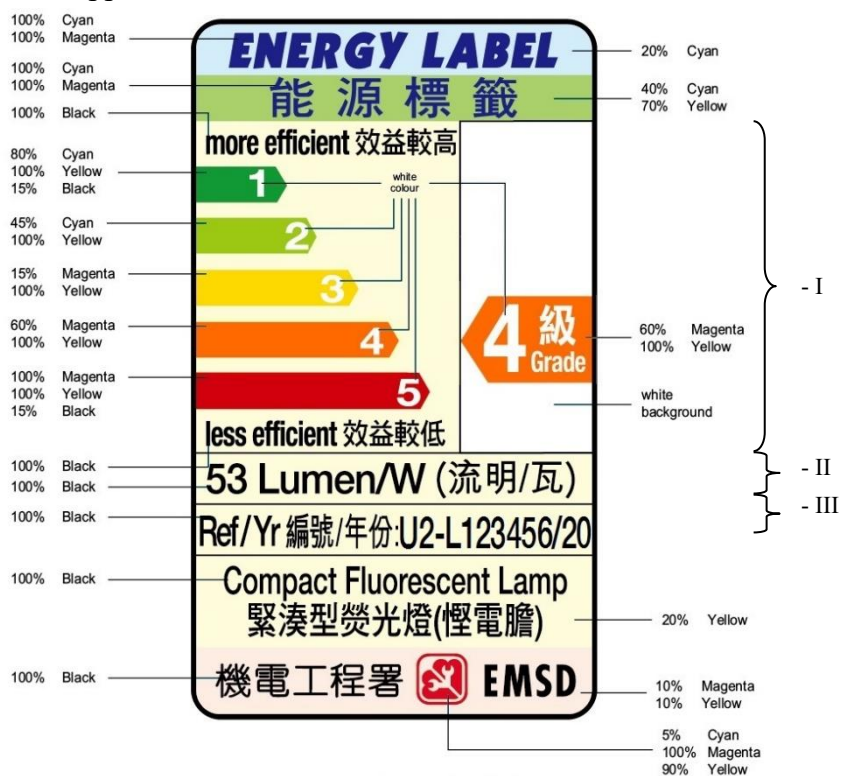 100% Cyan
100% Magenta
ENERGY LABEL
20% Cyan
100% Cyan
100% Magenta
能源標籤
40% Cyan
70% Yellow
100% Black
more efficient 效益較高
80% Cyan
100% Yellow
15% Black
1
white
colour
45% Cyan
100% Yellow
2
15% Magenta
100% Yellow
3
- I
60% Magenta
100% Yellow
4
4 級
Grade
60% Magenta
100% Yellow
100% Magenta
100% Yellow
15% Black
5
white
background
less efficient 效益較低
100% Black
100% Black
53 Lumen/W (流明/瓦)
- II
100% Black
Ref/Yr 編號/年份:U2-L123456/20
- III
100% Black
Compact Fluorescent Lamp
緊湊型熒光燈(慳電膽)
20% Yellow
100% Black
機電工程署 EMSD
10% Magenta
10% Yellow
5% Cyan
100% Magenta
90% Yellow